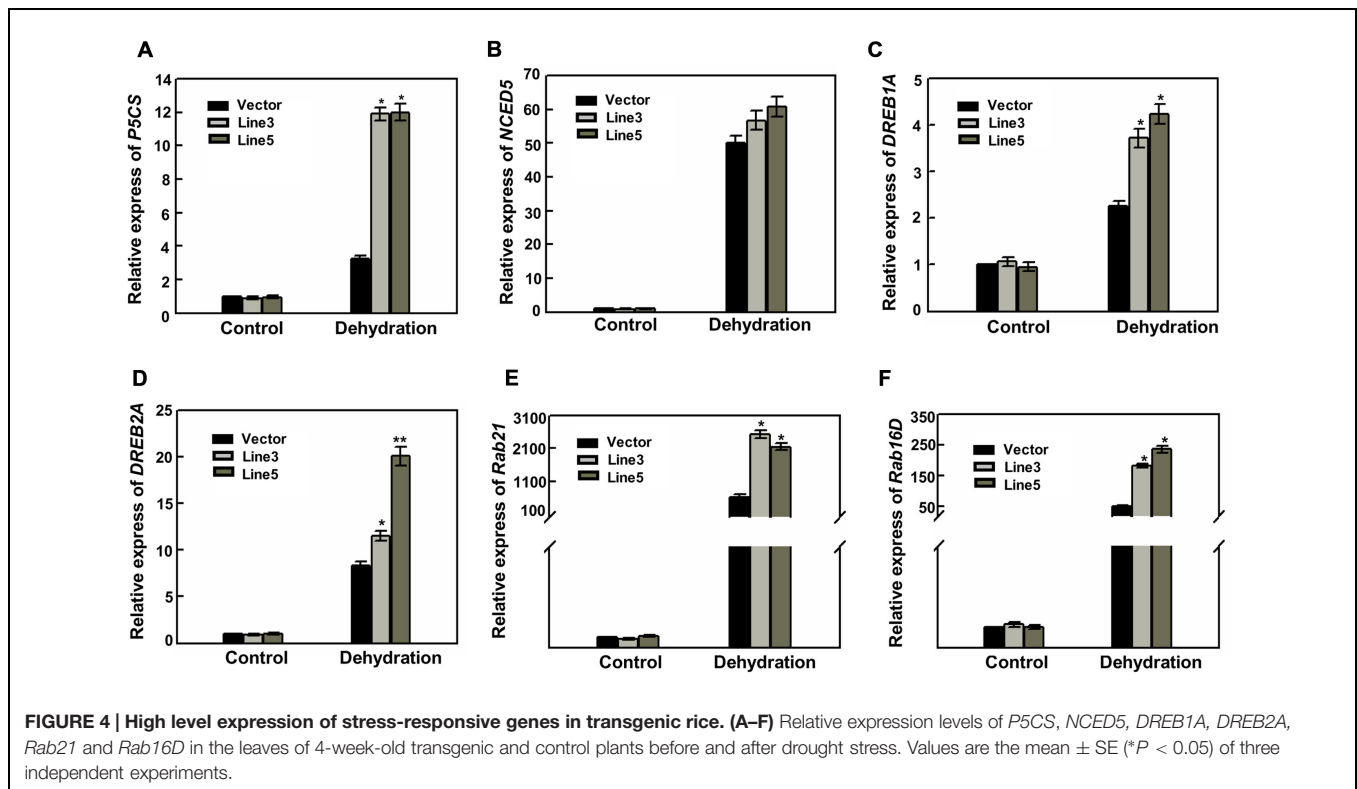 A
Relative express of P5CS
14
12
10
8
6
4
2
0
Vector
Line3
Line5
* *
Control Dehydration
B
Relative express of NCED5
70
60
50
40
30
20
10
0
Vector
Line3
Line5
Control Dehydration
C
Relative express of DREB1A
5
4
3
2
1
0
Vector
Line3
Line5
* *
Control Dehydration
D
Relative express of DREB2A
25
20
15
10
5
0
Vector
Line3
Line5
* **
Control Dehydration
E
Relative express of Rab21
3100
2100
1100
100
Vector
Line3
Line5
* *
Control Dehydration
F
Relative express of Rab16D
350
250
150
50
Vector
Line3
Line5
* *
Control Dehydration
FIGURE 4 | High level expression of stress-responsive genes in transgenic rice. (A–F) Relative expression levels of P5CS, NCED5, DREB1A, DREB2A,
Rab21 and Rab16D in the leaves of 4-week-old transgenic and control plants before and after drought stress. Values are the mean ± SE (*P < 0.05) of three
independent experiments.